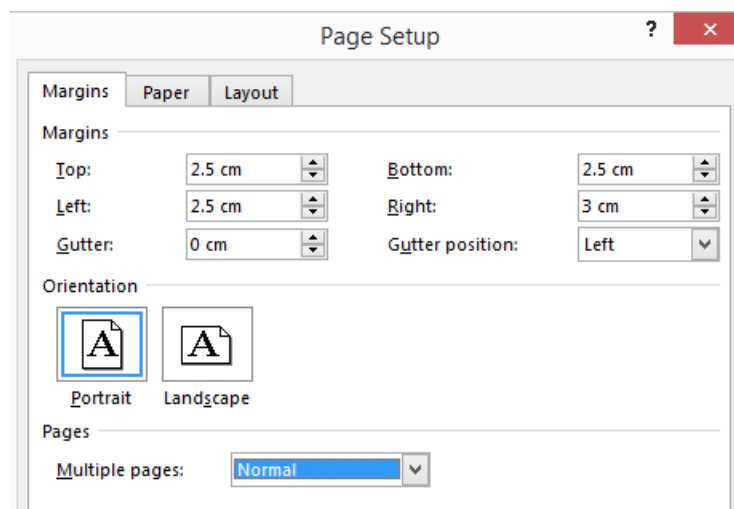 Page Setup ? ×
Margins Paper Layout
Margins
Top: 2.5 cm Bottom: 2.5 cm
Left: 2.5 cm Right: 3 cm
Gutter: 0 cm Gutter position: Left
Orientation
A A
Portrait Landscape
Pages
Multiple pages: Normal